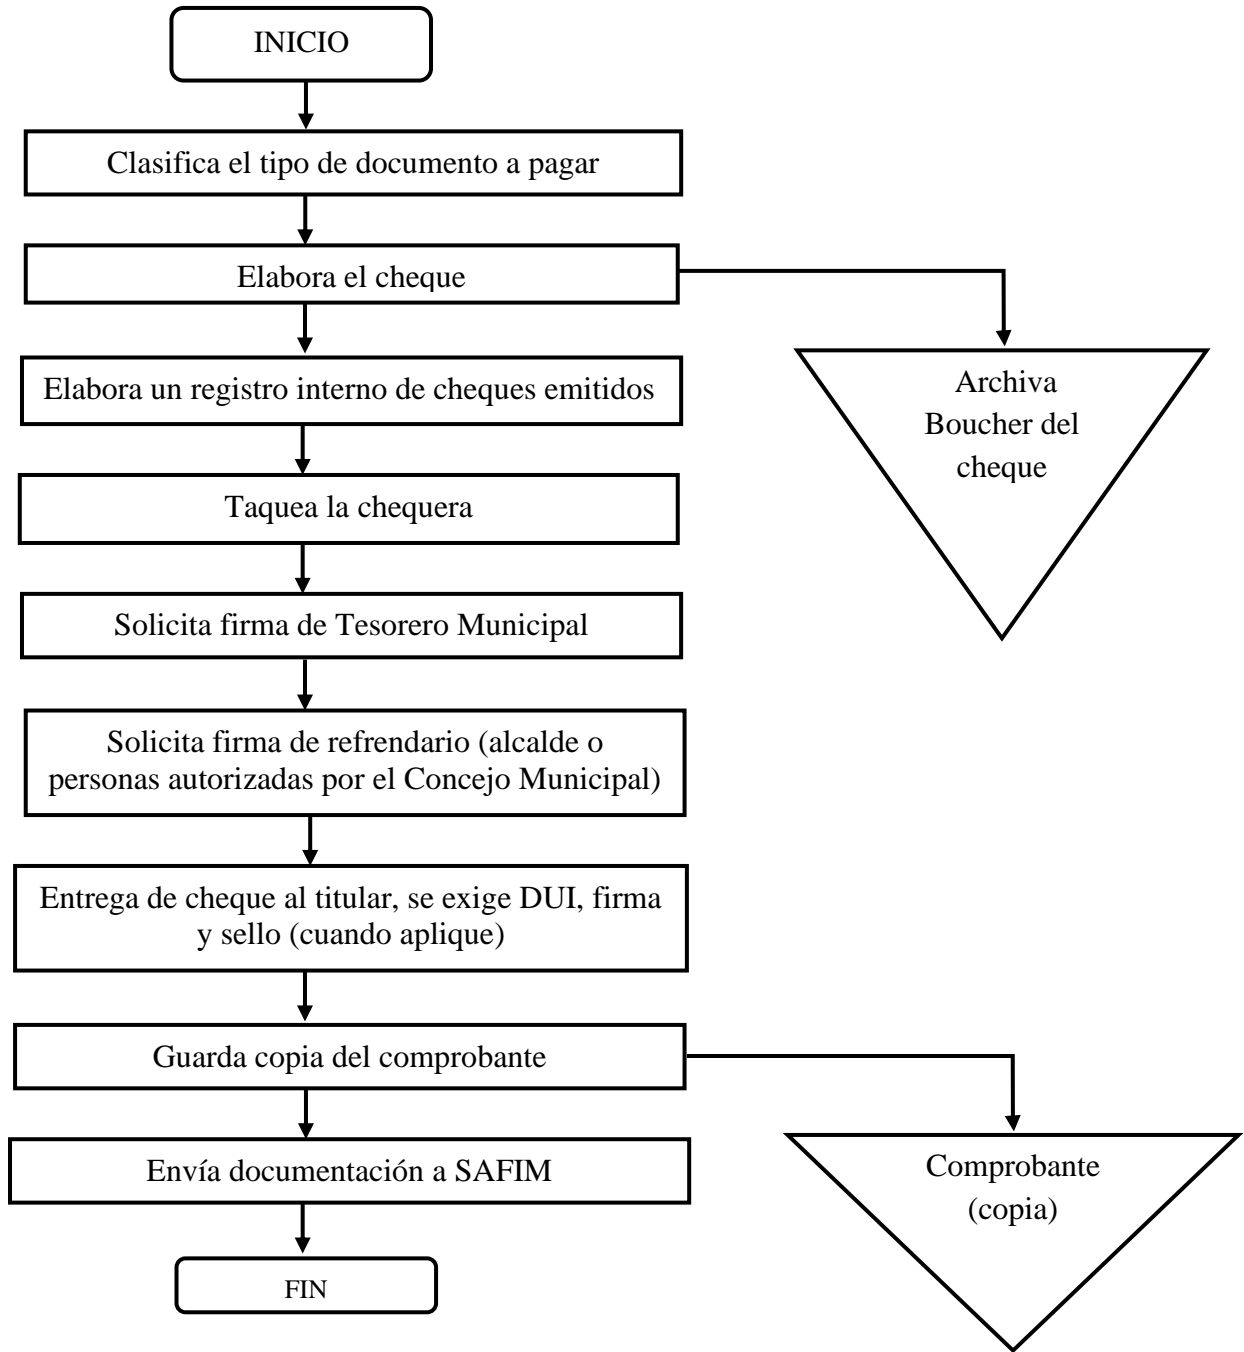 INICIO
Clasifica el tipo de documento a pagar
Elabora el cheque
Archiva
Boucher del
cheque
Elabora un registro interno de cheques emitidos
Taquea la chequera
Solicita firma de Tesorero Municipal
Solicita firma de refrendario (alcalde o
personas autorizadas por el Concejo Municipal)
Entrega de cheque al titular, se exige DUI, firma
y sello (cuando aplique)
Guarda copia del comprobante
Comprobante
(copia)
Envía documentación a SAFIM
FIN